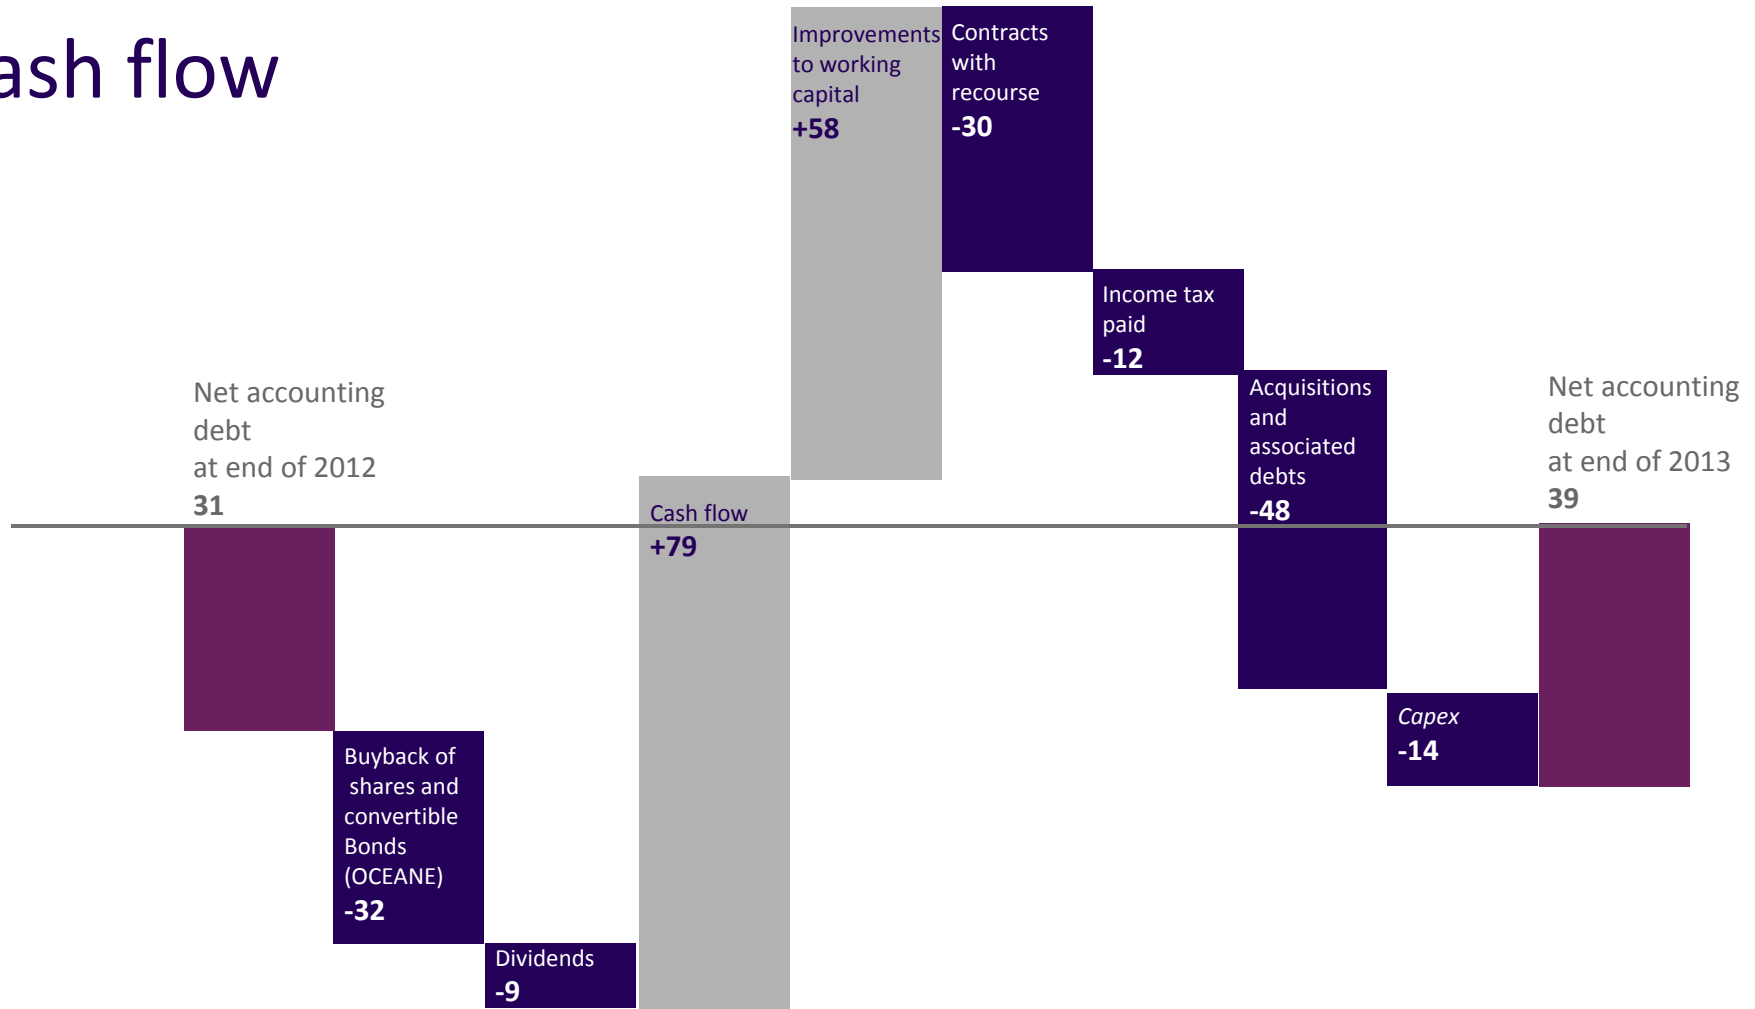 ash flow
Improvements
to working
capital
+58
Contracts
with
recourse
-30
Income tax
paid
-12
Net accounting
debt
at end of 2012
31
Acquisitions
and
associated
debts
-48
Net accounting
debt
at end of 2013
39
Cash flow
+79
Capex
-14
Buyback of
shares and
convertible
Bonds
(OCEANE)
-32
Dividends
-9